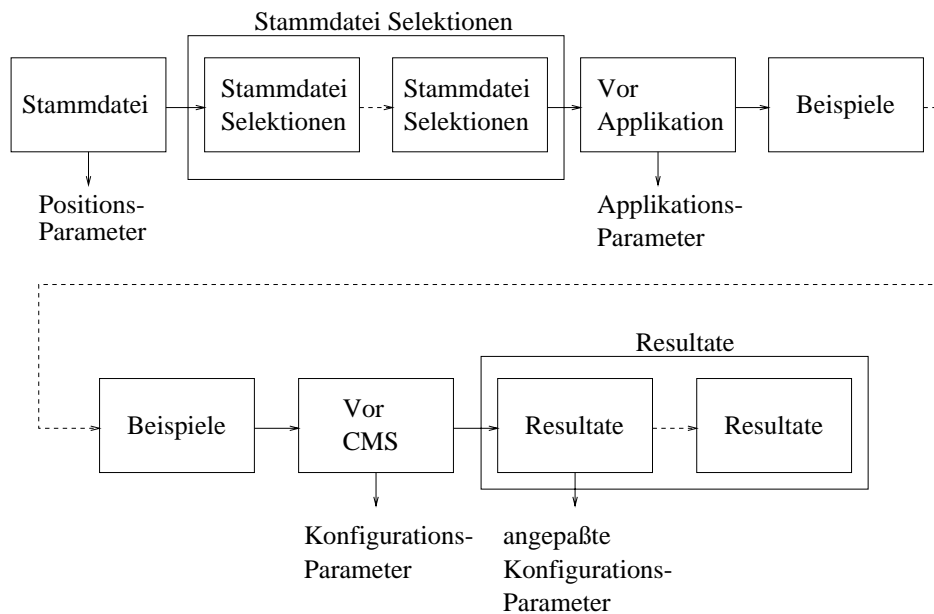 Stammdatei Selektionen
Stammdatei
Stammdatei
Selektionen
Stammdatei
Selektionen
Vor
Applikation
Beispiele
Positions-
Parameter
Applikations-
Parameter
Resultate
Beispiele
Vor
CMS
Resultate
Resultate
Konfigurations-
Parameter
angepaßte
Konfigurations-
Parameter